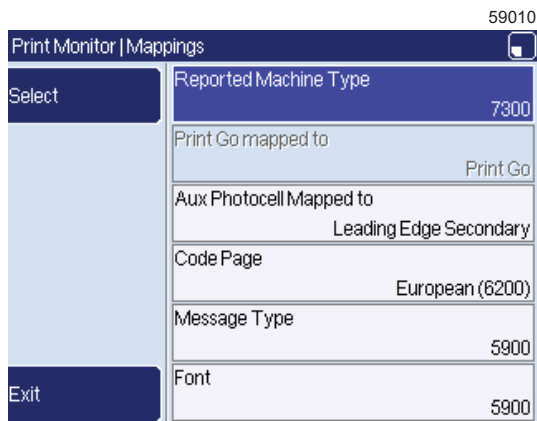 59010
Print Monitor | Mappings
Select
Reported Machine Type
7300
Print Go mapped to
Print Go
Aux Photocell Mapped to
Leading Edge Secondary
Code Page
European (6200)
Message Type
5900
Exit
Font
5900